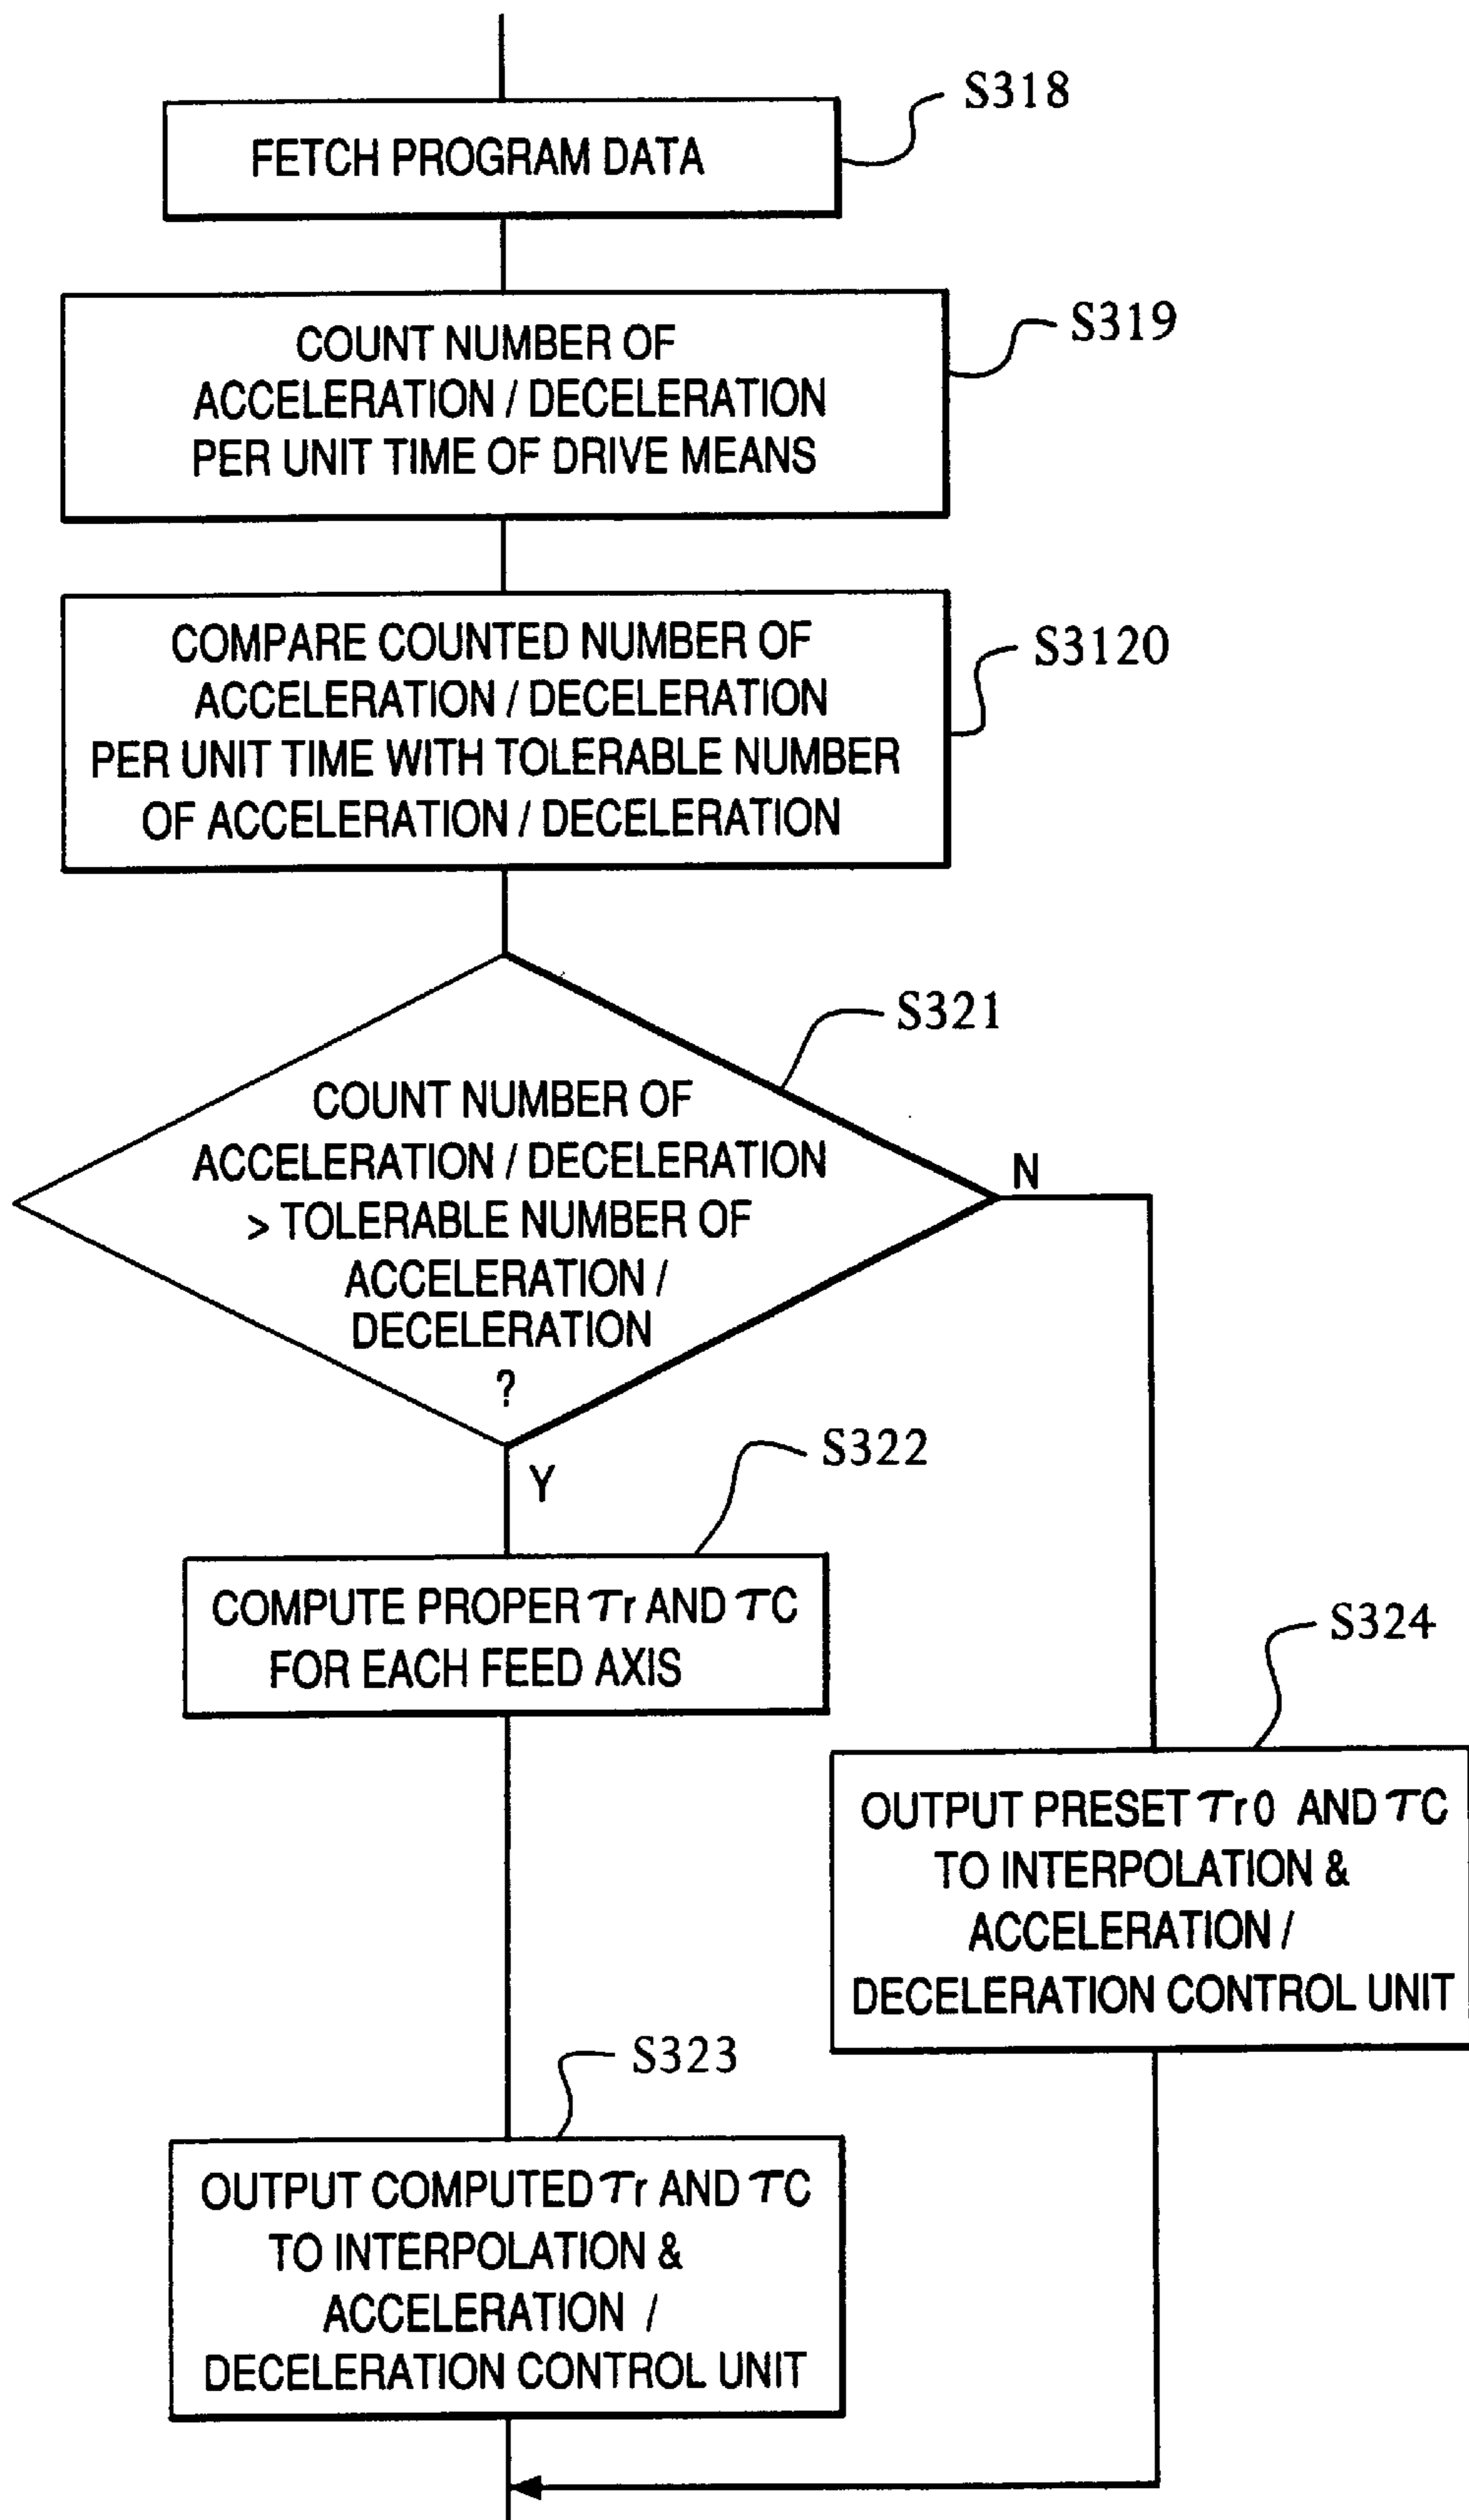 S318
FETCH PROGRAM DATA
S319
COUNT NUMBER OF
ACCELERATION / DECELERATION
PER UNIT TIME OF DRIVE MEANS
S3120
COMPARE COUNTED NUMBER OF
ACCELERATION / DECELERATION
PER UNIT TIME WITH TOLERABLE NUMBER
OF ACCELERATION / DECELERATION
S321
COUNT NUMBER OF
ACCELERATION / DECELERATION
> TOLERABLE NUMBER OF
ACCELERATION /
DECELERATION
?
N
Y
S322
COMPUTE PROPER τr AND τC
FOR EACH FEED AXIS
S324
OUTPUT PRESET τr0 AND τC
TO INTERPOLATION &
ACCELERATION /
DECELERATION CONTROL UNIT
S323
OUTPUT COMPUTED τr AND τC
TO INTERPOLATION &
ACCELERATION /
DECELERATION CONTROL UNIT